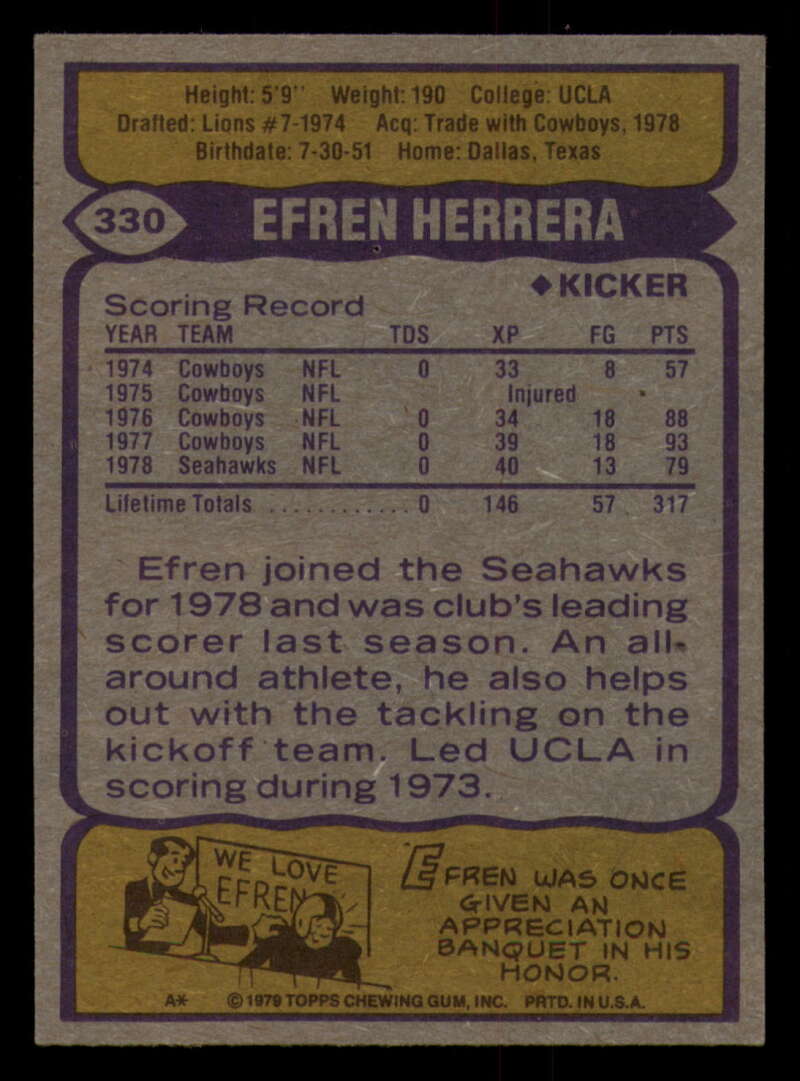 Height: 5'9" Weight: 190 College: UCLA
Drafted: Lions #7-1974 Acq: Trade with Cowboys, 1978
Birthdate: 7-30-51 Home: Dallas, Texas
330 EFREN HERRERA
◆KICKER
Scoring Record
YEAR TEAM TDS XP FG PTS
1974 Cowboys NFL 0 33 8 57
1975 Cowboys NFL Injured
1976 Cowboys NFL 0 34 18 88
1977 Cowboys NFL 0 39 18 93
1978 Seahawks NFL 0 40 13 79
Lifetime Totals ............ 0 146 57 317
Efren joined the Seahawks
for 1978 and was club's leading
scorer last season. An all-
around athlete, he also helps
out with the tackling on the
kickoff team. Led UCLA in
scoring during 1973.
WE LOVE
EFREN
EFREN WAS ONCE
GIVEN AN
APPRECIATION
BANQUET IN HIS
HONOR.
A* ©1979 TOPPS CHEWING GUM, INC. PRTD. IN U.S.A.